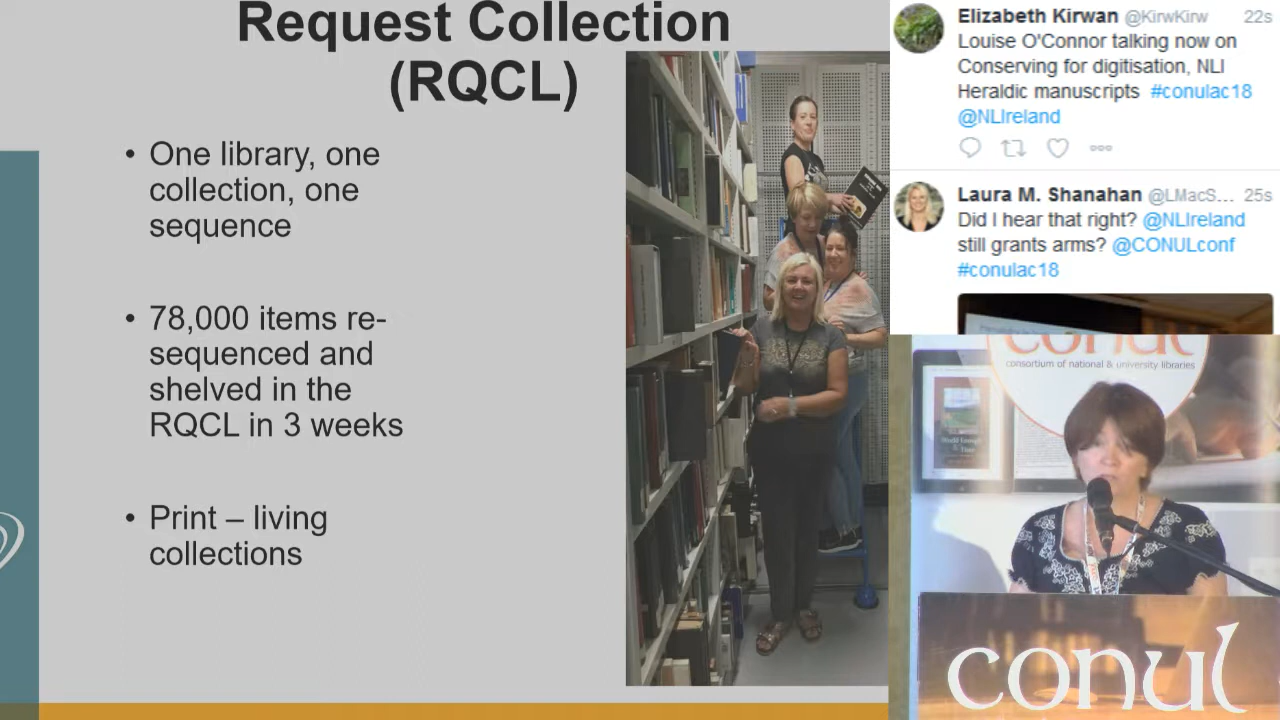 Request Collection
(RQCL)
• One library, one
collection, one
sequence
• 78,000 items re-
sequenced and
shelved in the
RQCL in 3 weeks
• Print – living
collections
Elizabeth Kirwan @KirwKirw 22s
Louise O'Connor talking now on
Conserving for digitisation, NLI
Heraldic manuscripts #conulac18
@NLIreland
Laura M. Shanahan @LMacS... 25s
Did I hear that right? @NLIreland
still grants arms? @CONULconf
#conulac18
conul
consortium of national & university libraries
conul